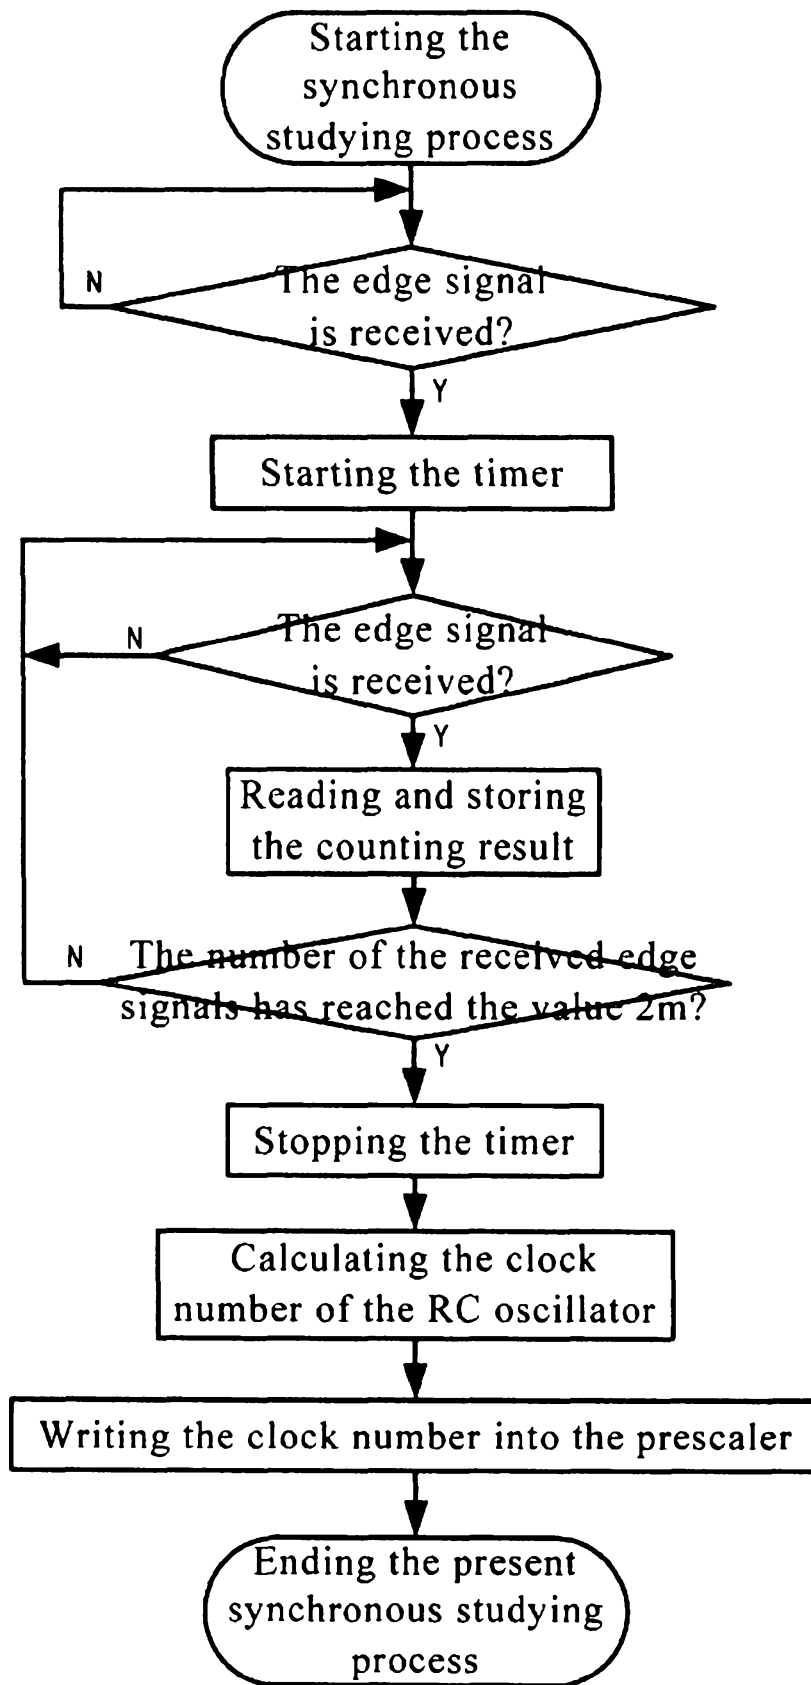 Starting the
synchronous
studying process
N
The edge signal
is received?
Y
Starting the timer
N
The edge signal
is received?
Y
Reading and storing
the counting result
N
The number of the received edge
signals has reached the value 2m?
Y
Stopping the timer
Calculating the clock
number of the RC oscillator
Writing the clock number into the prescaler
Ending the present
synchronous studying
process